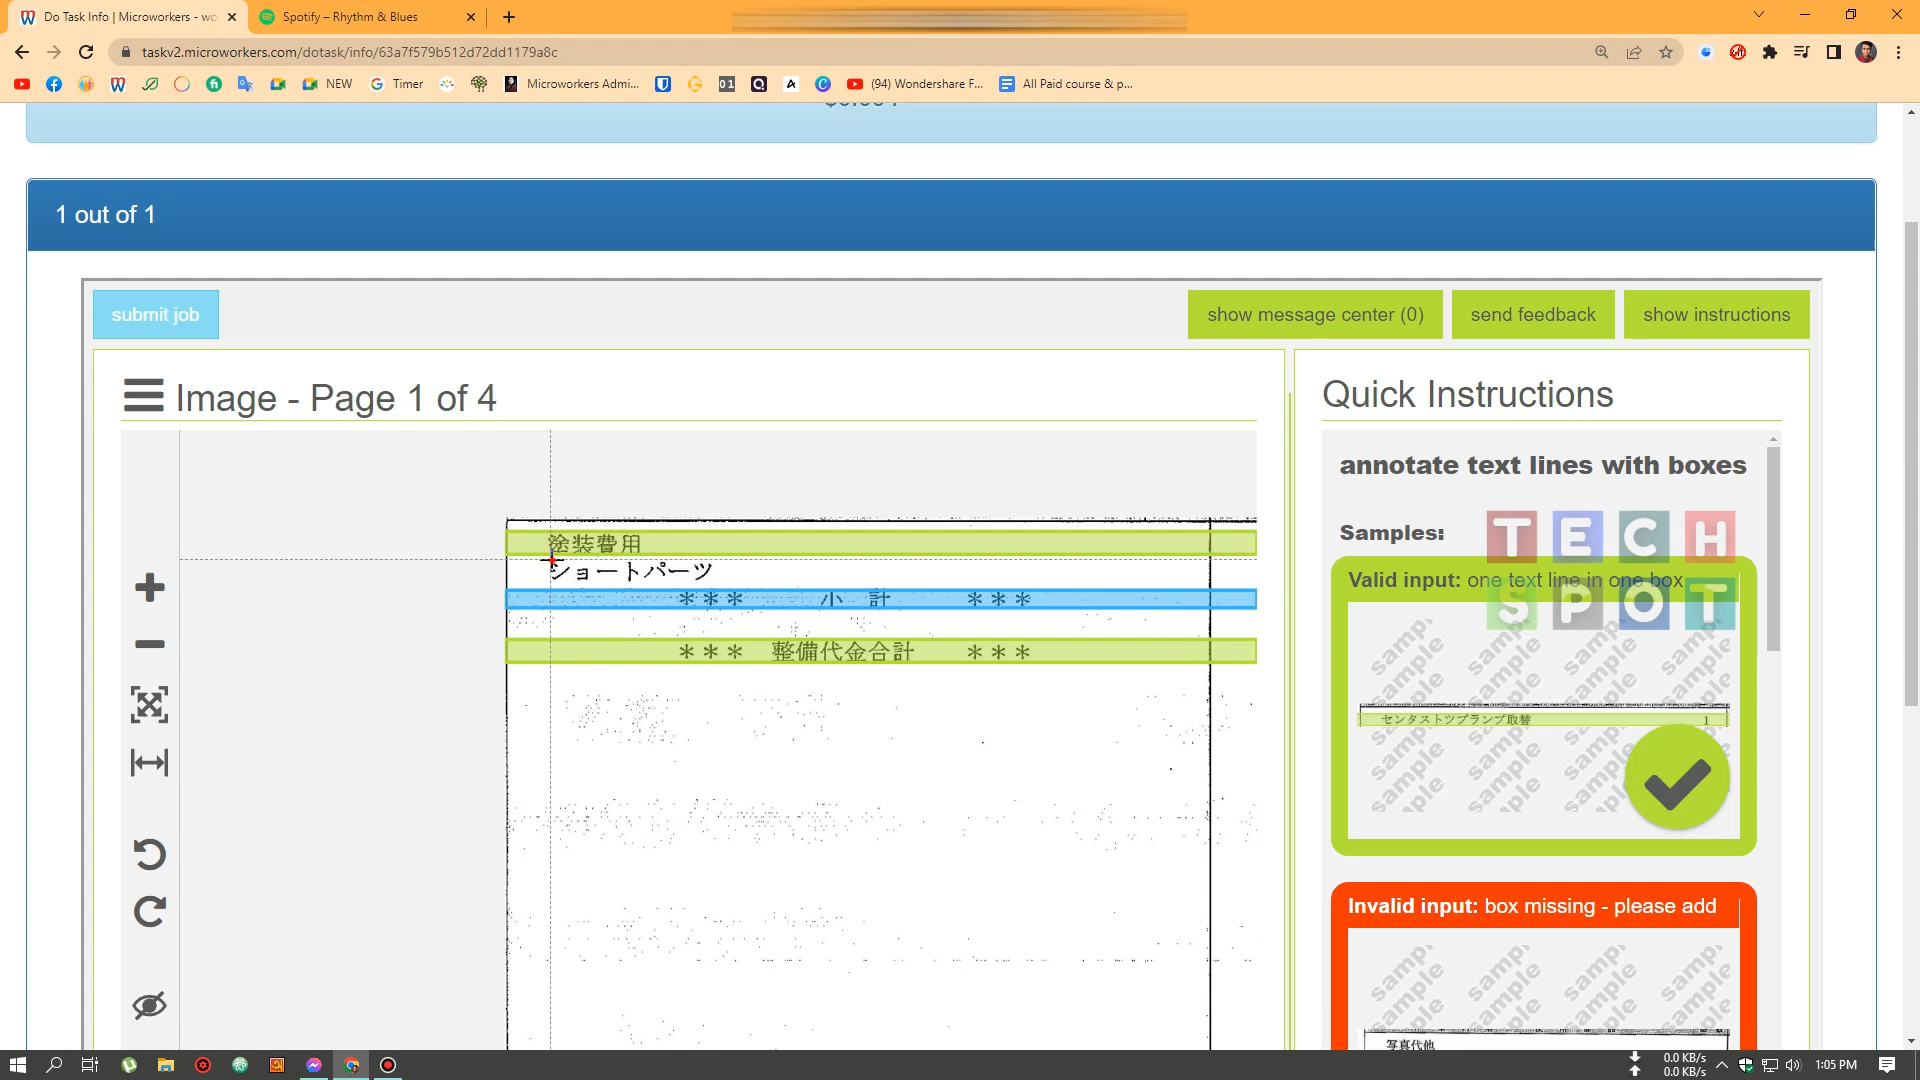 Do Task Info | Microworkers - wo
Spotify – Rhythm & Blues
taskv2.microworkers.com/dotask/info/63a7f579b512d72dd1179a8c
NEW
Timer
Microworkers Admi...
01
(94) Wondershare F...
All Paid course & p...
1 out of 1
submit job
show message center (0)
send feedback
show instructions
Image - Page 1 of 4
Quick Instructions
annotate text lines with boxes
Samples:
TECH
SPOT
Valid input: one text line in one box
塗装費用
ショートパーツ
*** 小 計 ***
*** 整備代金合計 ***
センタストツプランプ取替 1
Invalid input: box missing - please add
写真代他
0.0 KB/s
0.0 KB/s
1:05 PM